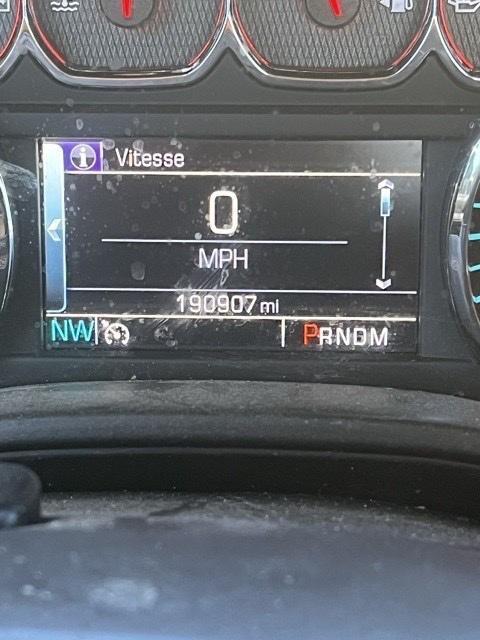 Vitesse
0
MPH
190907 mi
NW PRNDM